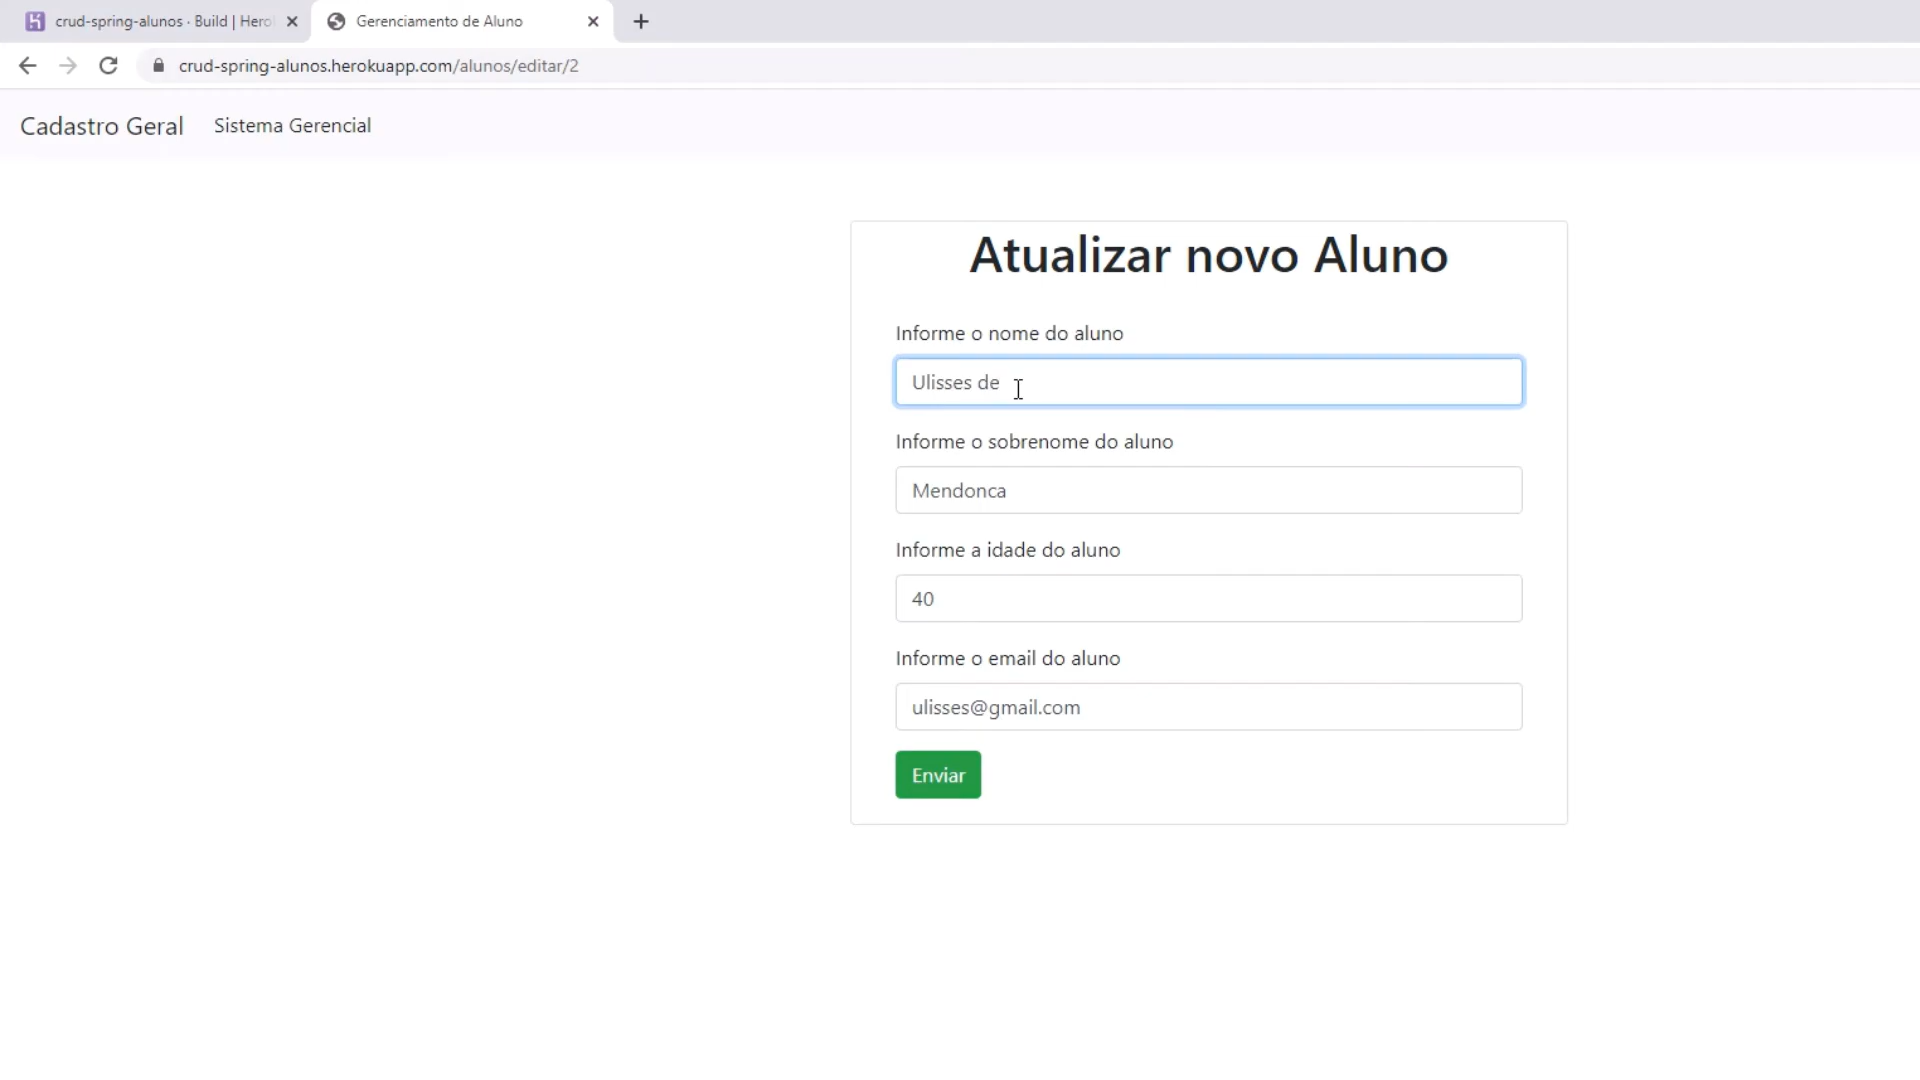 crud-spring-alunos · Build | Hero
Gerenciamento de Aluno
crud-spring-alunos.herokuapp.com/alunos/editar/2
Cadastro Geral Sistema Gerencial
Atualizar novo Aluno
Informe o nome do aluno
Ulisses de
Informe o sobrenome do aluno
Mendonca
Informe a idade do aluno
40
Informe o email do aluno
ulisses@gmail.com
Enviar